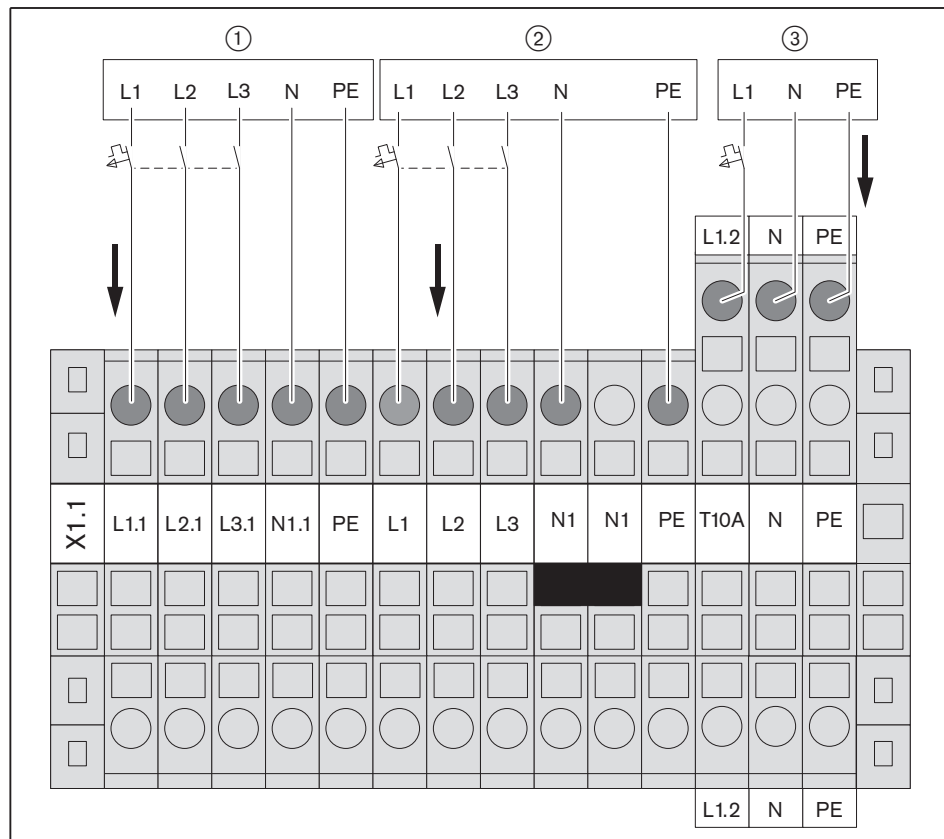 ① ② ③
L1 L2 L3 N PE L1 L2 L3 N PE L1 N PE
L1.2 N PE
X1.1 L1.1 L2.1 L3.1 N1.1 PE L1 L2 L3 N1 N1 PE T10A N PE
L1.2 N PE